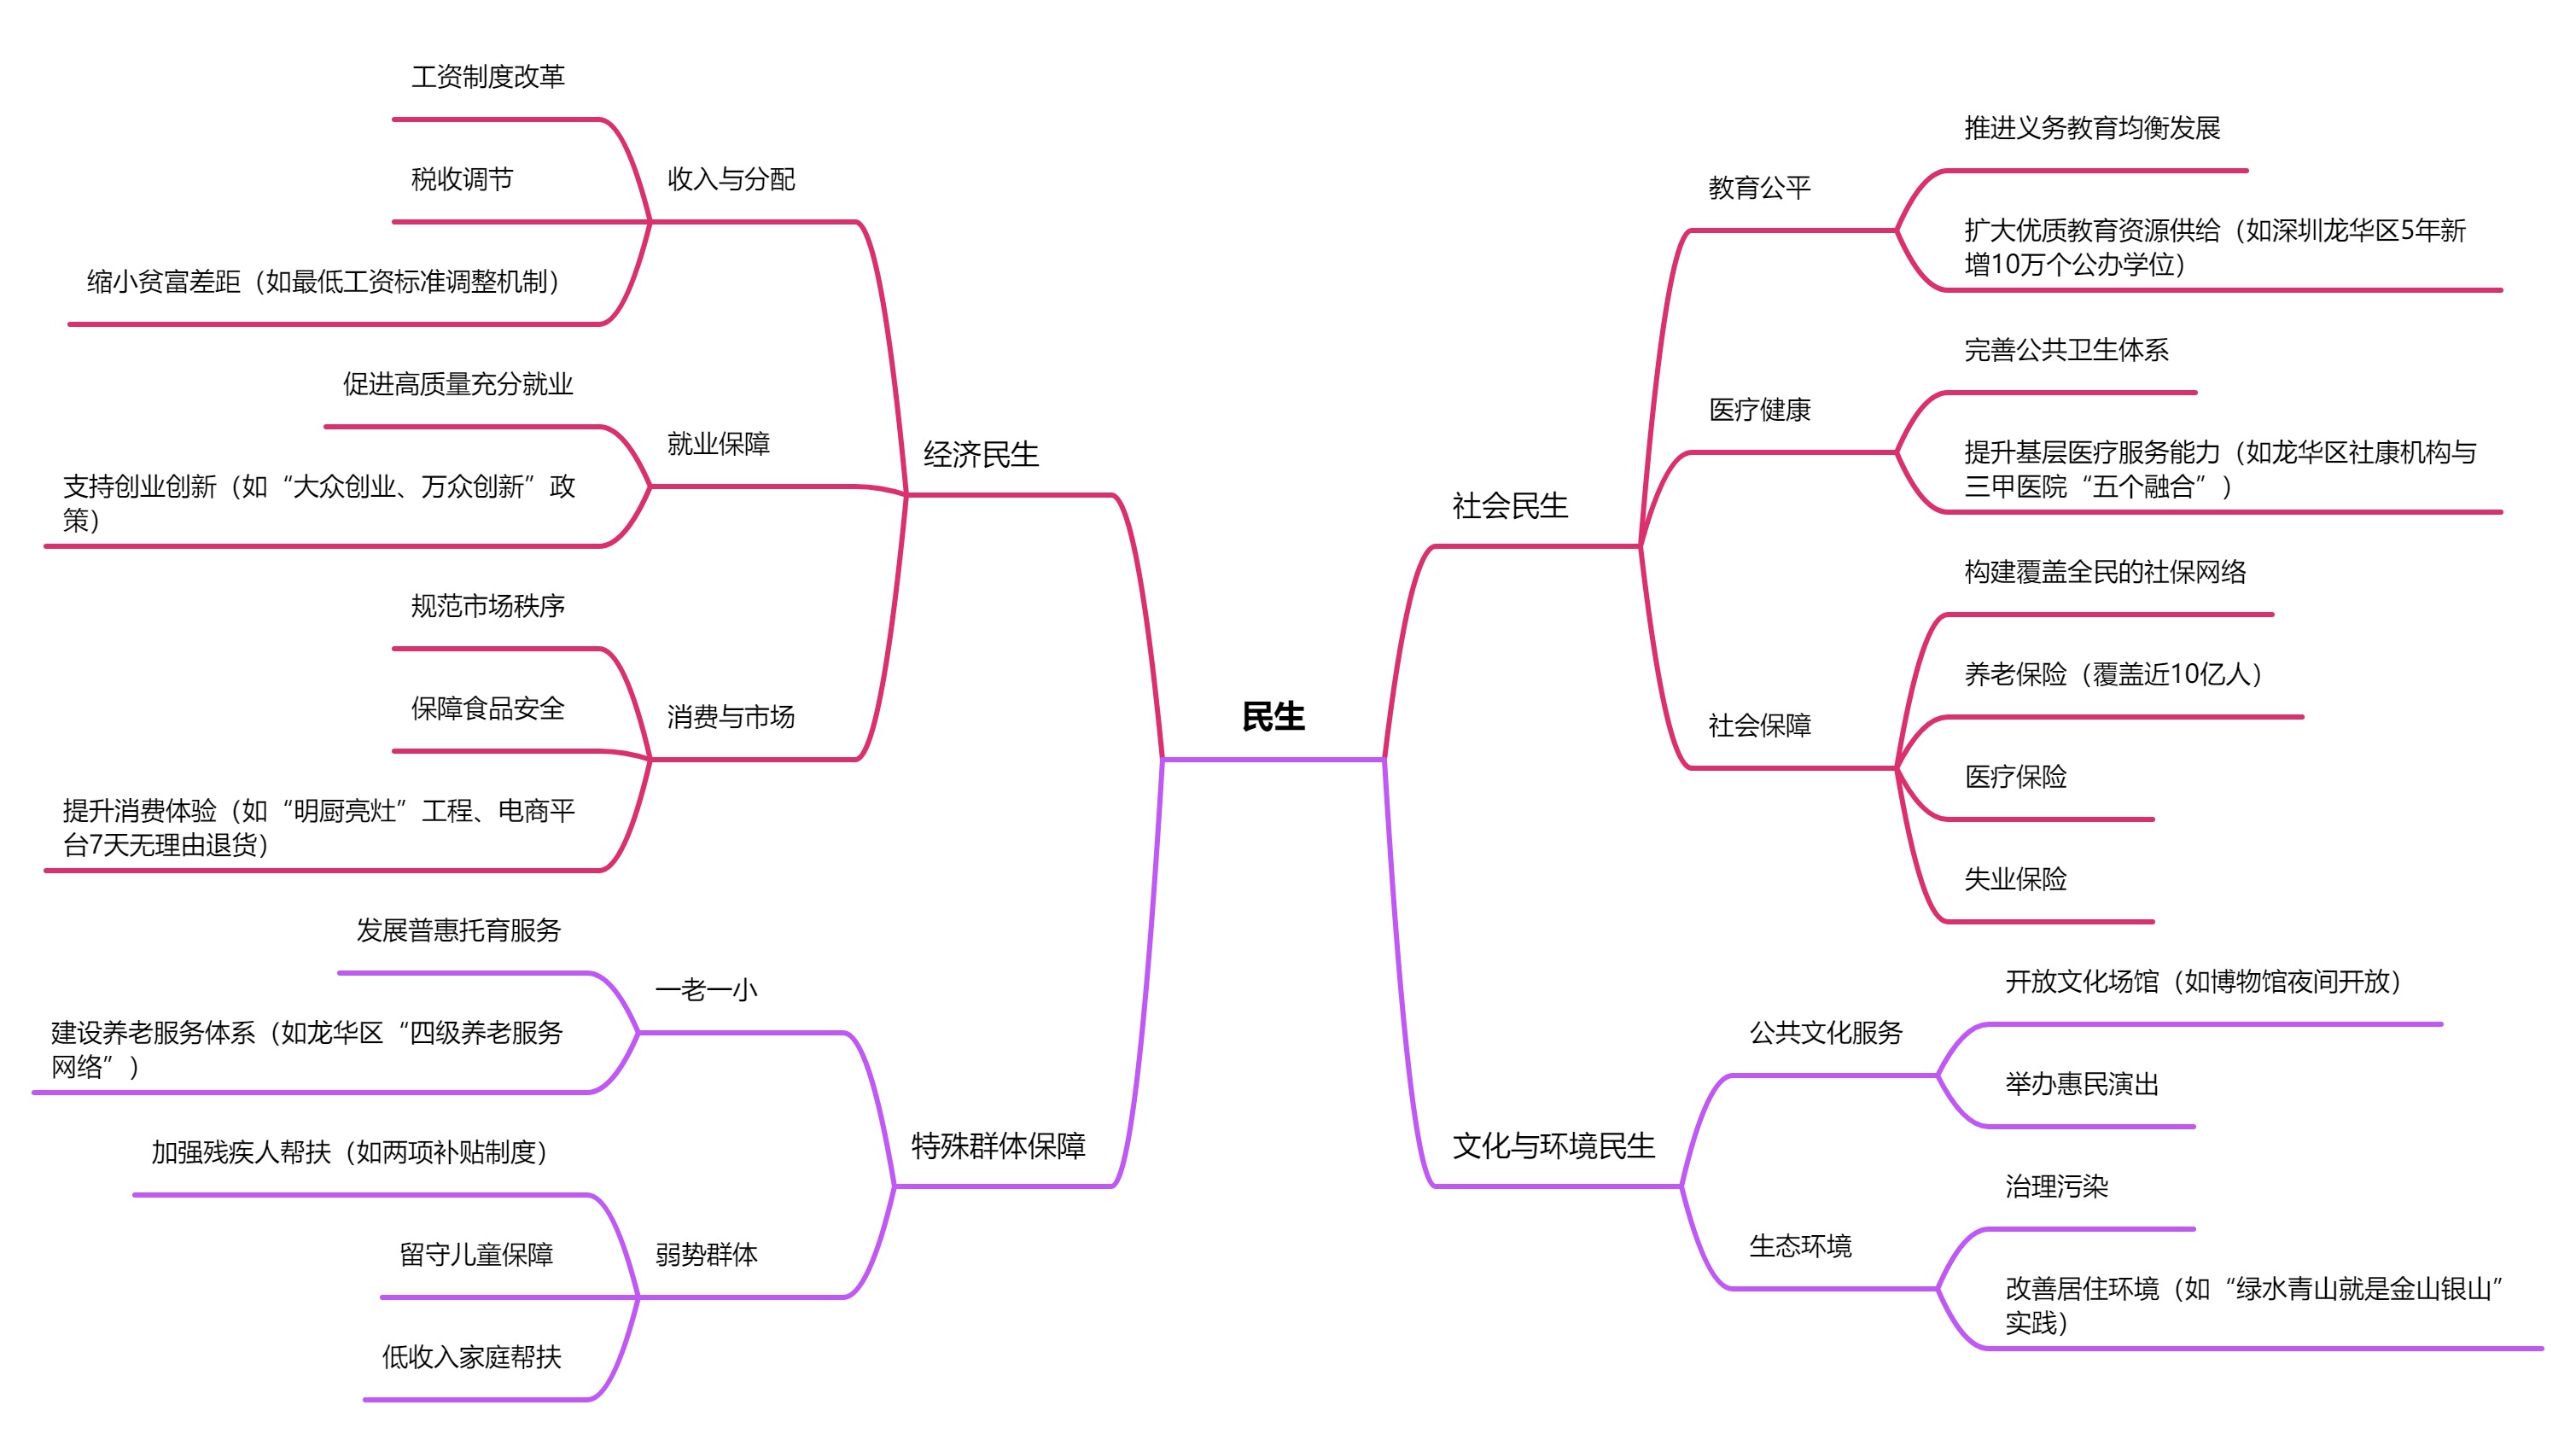 民生
经济民生
收入与分配
工资制度改革
税收调节
缩小贫富差距（如最低工资标准调整机制）
就业保障
促进高质量充分就业
支持创业创新（如“大众创业、万众创新”政
策）
消费与市场
规范市场秩序
保障食品安全
提升消费体验（如“明厨亮灶”工程、电商平
台7天无理由退货）
特殊群体保障
一老一小
发展普惠托育服务
建设养老服务体系（如龙华区“四级养老服务
网络”）
弱势群体
加强残疾人帮扶（如两项补贴制度）
留守儿童保障
低收入家庭帮扶
社会民生
教育公平
推进义务教育均衡发展
扩大优质教育资源供给（如深圳龙华区5年新
增10万个公办学位）
医疗健康
完善公共卫生体系
提升基层医疗服务能力（如龙华区社康机构与
三甲医院“五个融合”）
社会保障
构建覆盖全民的社保网络
养老保险（覆盖近10亿人）
医疗保险
失业保险
文化与环境民生
公共文化服务
开放文化场馆（如博物馆夜间开放）
举办惠民演出
生态环境
治理污染
改善居住环境（如“绿水青山就是金山银山”
实践）